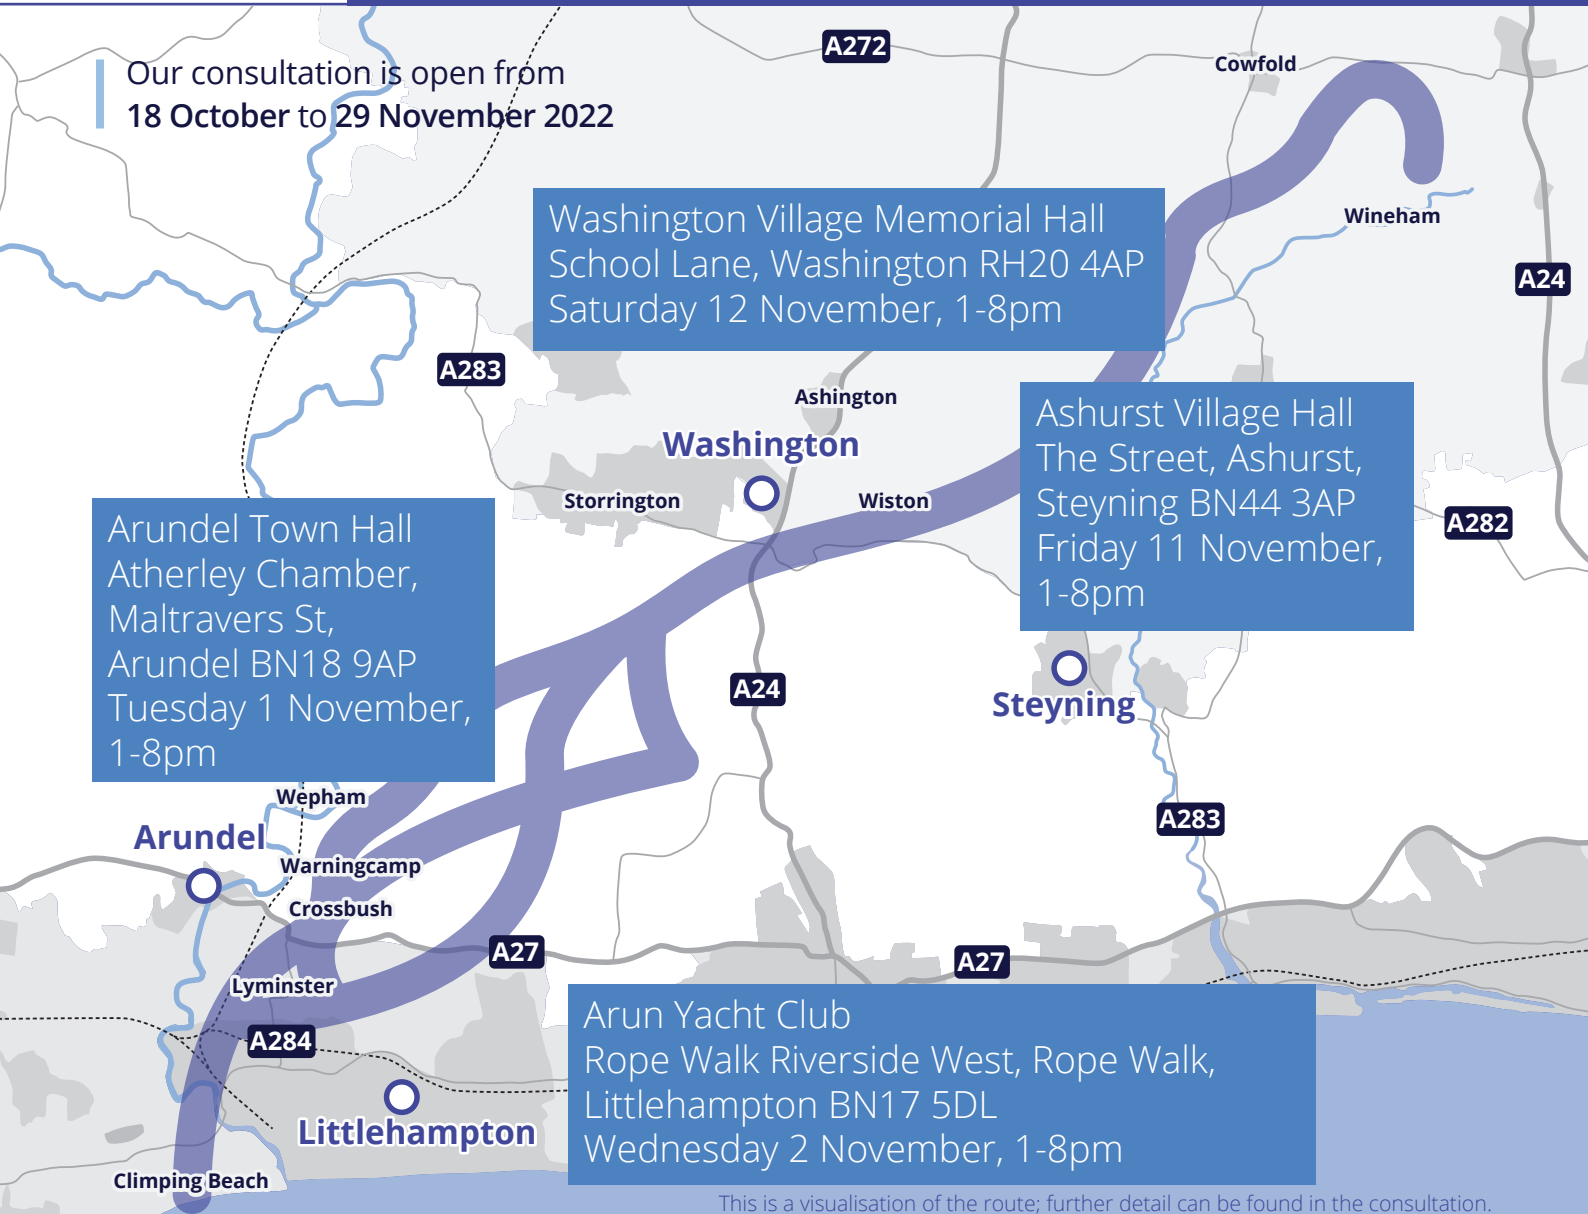 Our consultation is open from
18 October to 29 November 2022
A272
Cowfold
Wineham
A24
Washington Village Memorial Hall
School Lane, Washington RH20 4AP
Saturday 12 November, 1-8pm
A283
Ashington
Washington
Storrington
Wiston
Ashurst Village Hall
The Street, Ashurst,
Steyning BN44 3AP
Friday 11 November,
1-8pm
A282
Arundel Town Hall
Atherley Chamber,
Maltravers St,
Arundel BN18 9AP
Tuesday 1 November,
1-8pm
A24
Steyning
Wepham
Arundel
Warningcamp
Crossbush
A283
A27
A27
Lyminster
A284
Arun Yacht Club
Rope Walk Riverside West, Rope Walk,
Littlehampton BN17 5DL
Wednesday 2 November, 1-8pm
Littlehampton
Climping Beach
This is a visualisation of the route; further detail can be found in the consultation.